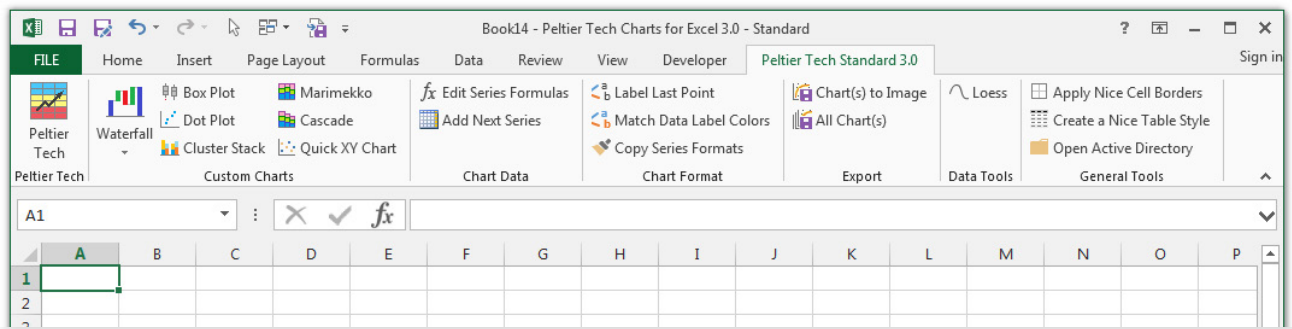 Book14 - Peltier Tech Charts for Excel 3.0 - Standard
FILE Home Insert Page Layout Formulas Data Review View Developer Peltier Tech Standard 3.0 Sign in
Peltier Tech
Waterfall
Box Plot
Dot Plot
Cluster Stack
Marimekko
Cascade
Quick XY Chart
fx Edit Series Formulas
Add Next Series
Label Last Point
Match Data Label Colors
Copy Series Formats
Chart(s) to Image
All Chart(s)
Loess
Apply Nice Cell Borders
Create a Nice Table Style
Open Active Directory
Peltier Tech Custom Charts Chart Data Chart Format Export Data Tools General Tools
A1 fx
A B C D E F G H I J K L M N O P
1
2